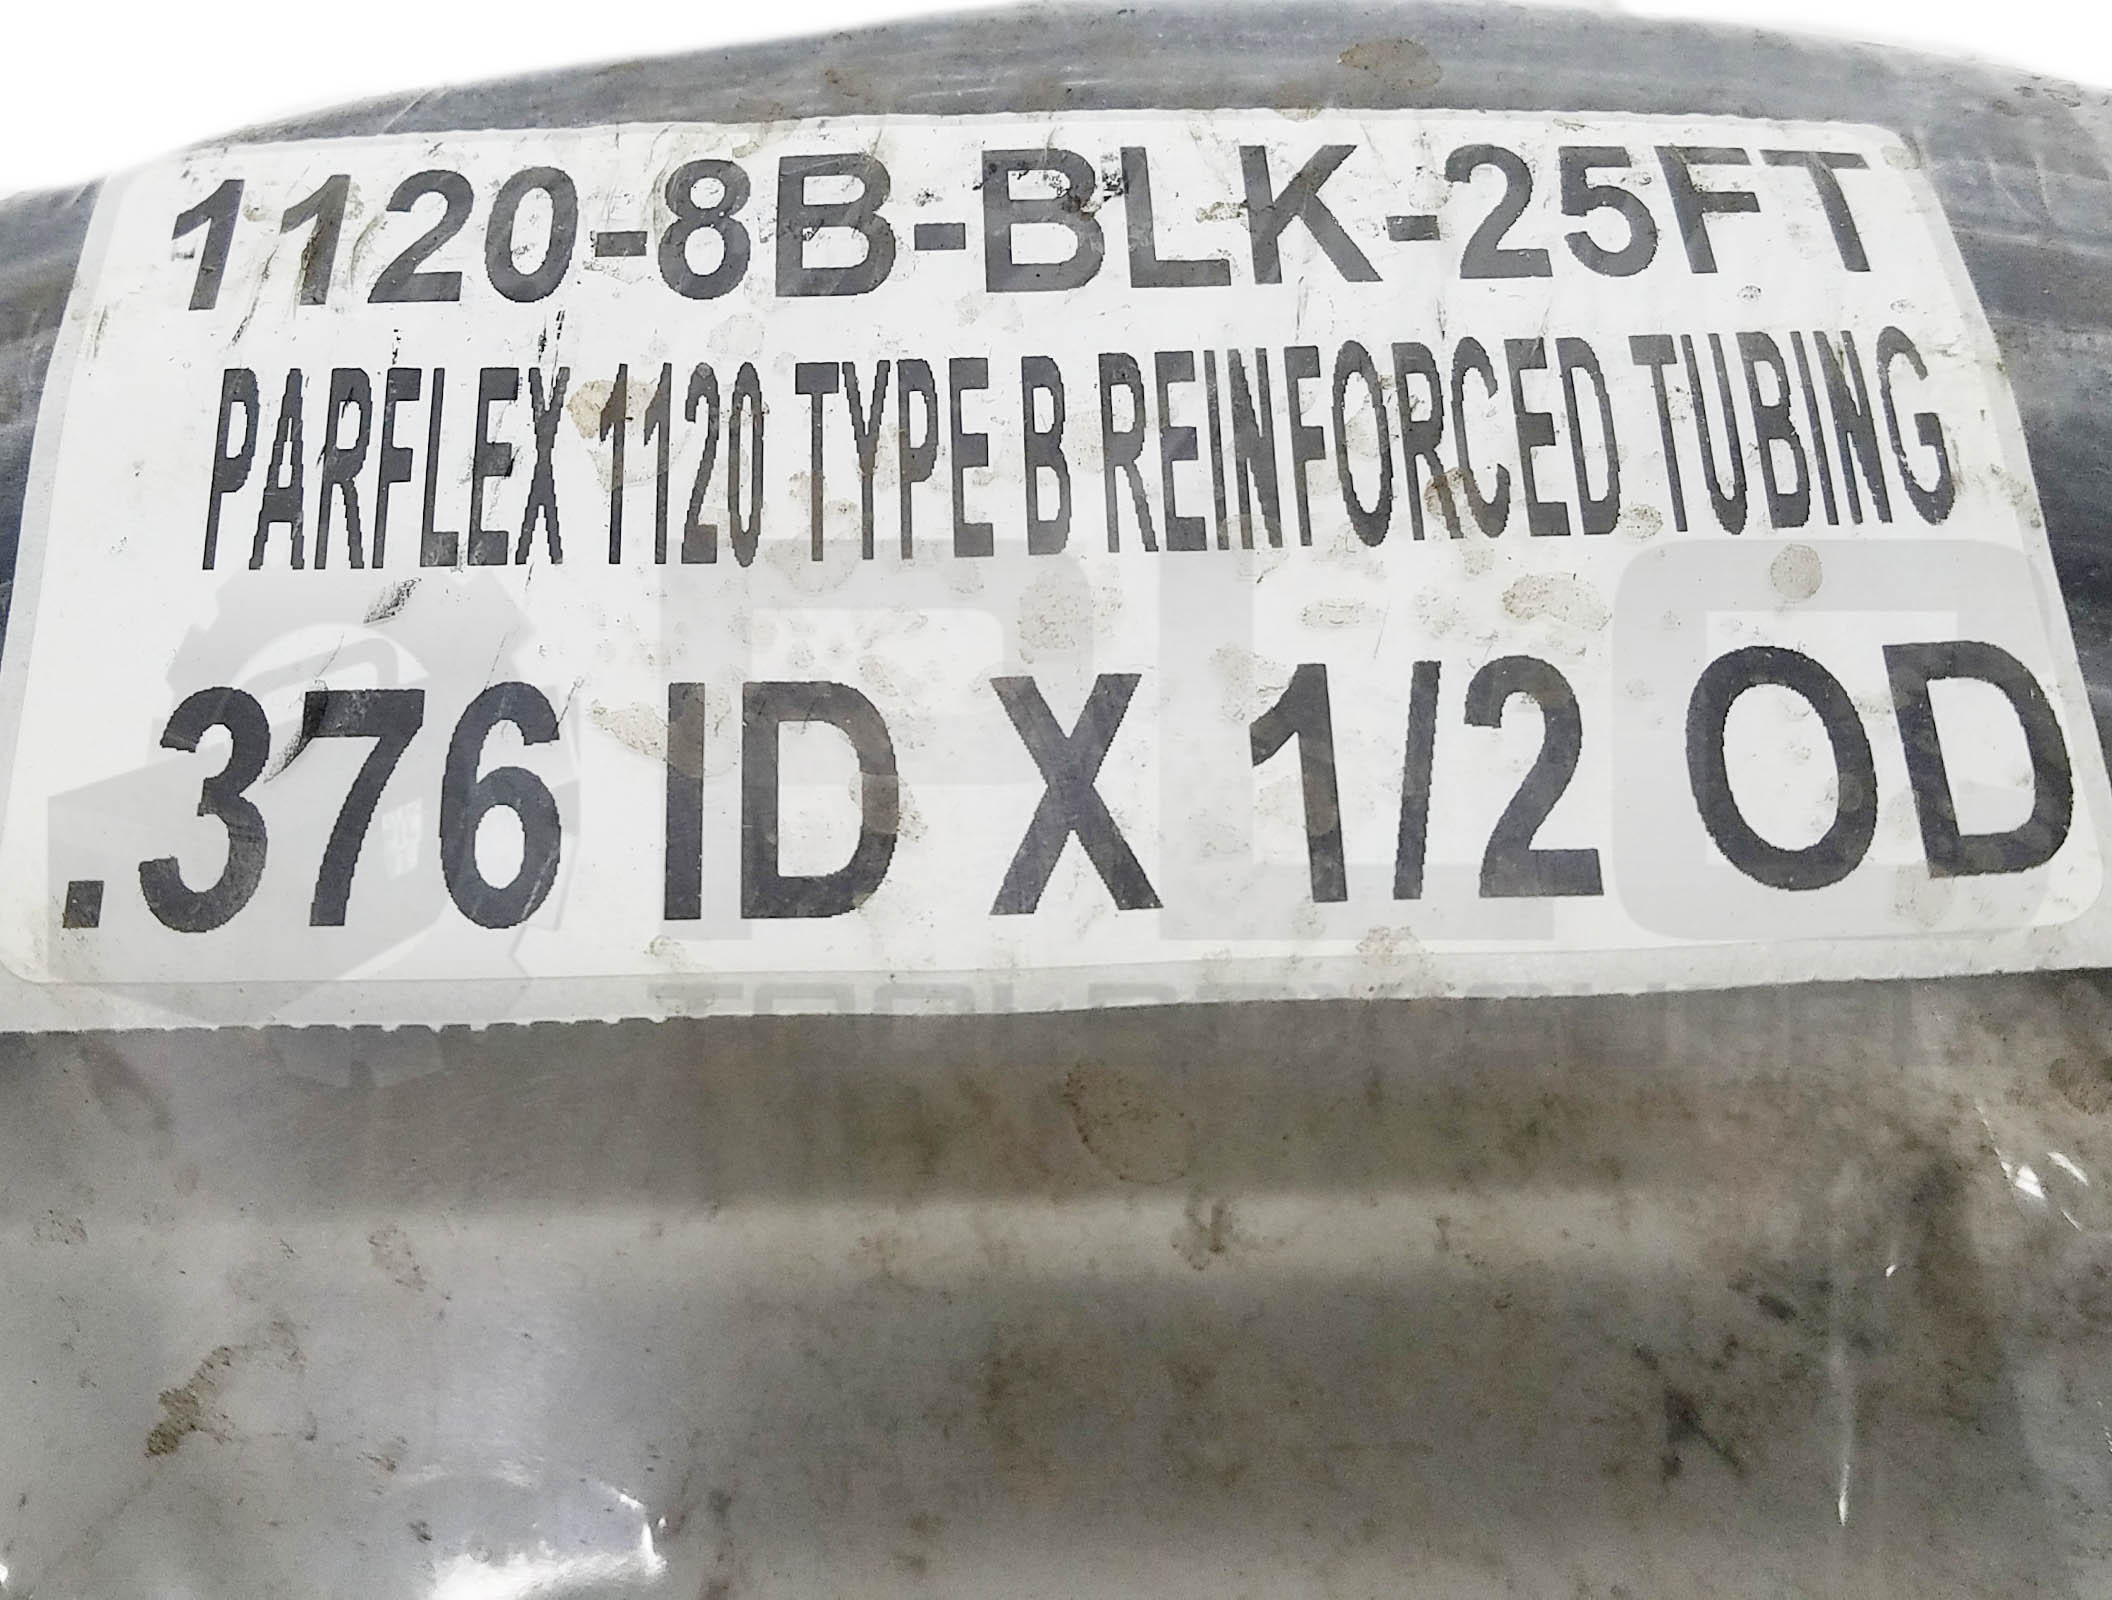 1120-8B-BLK-25FT
PARFLEX 1120 TYPE B REINFORCED TUBING
.376 ID X 1/2 OD